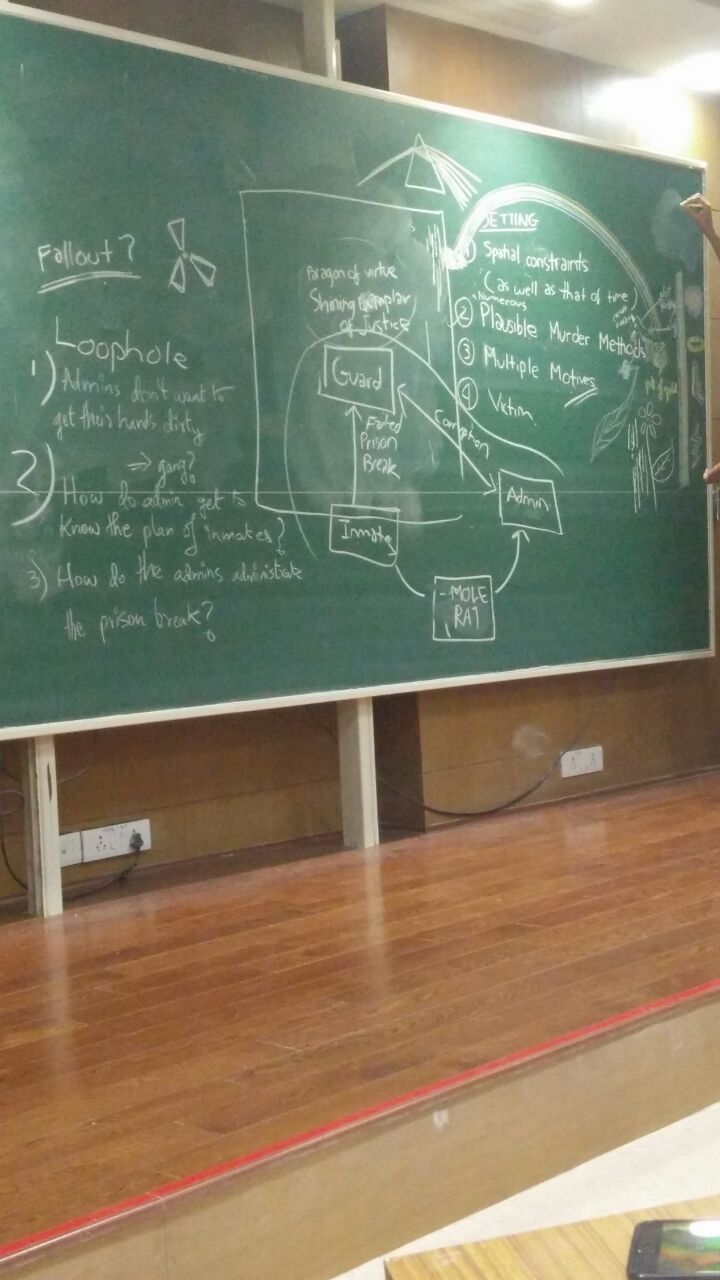 Fallout?
Loophole
1) Admins don't want to
get their hands dirty
⇒ gang?
2) How do admin get to
know the plan of inmates?
3) How do the admins administrate
the prison break?
Paragon of virtue
Shining Exemplar
of Justice
Guard
Failed
Prison
Break
Corruption
Inmates
Admin
MOLE
RAT
SETTING
① Spatial constraints
(as well as that of time)
Numerous
② Plausible Murder Methods
③ Multiple Motives
④ Victim